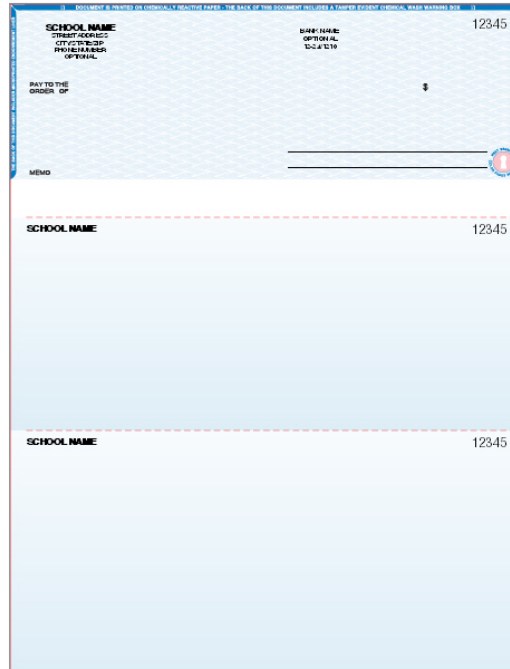 DOCUMENT IS PRINTED ON CHEMICALLY REACTIVE PAPER - THE BACK OF THIS DOCUMENT INCLUDES A TAMPER EVIDENT CHEMICAL WASH WARNING BOX
12345
SCHOOL NAME
STREET ADDRESS
CITY/STATE/ZIP
PHONE NUMBER
OPTIONAL
BANK NAME
OPTIONAL
PAY TO THE
ORDER OF
$
MEMO
SCHOOL NAME
12345
SCHOOL NAME
12345